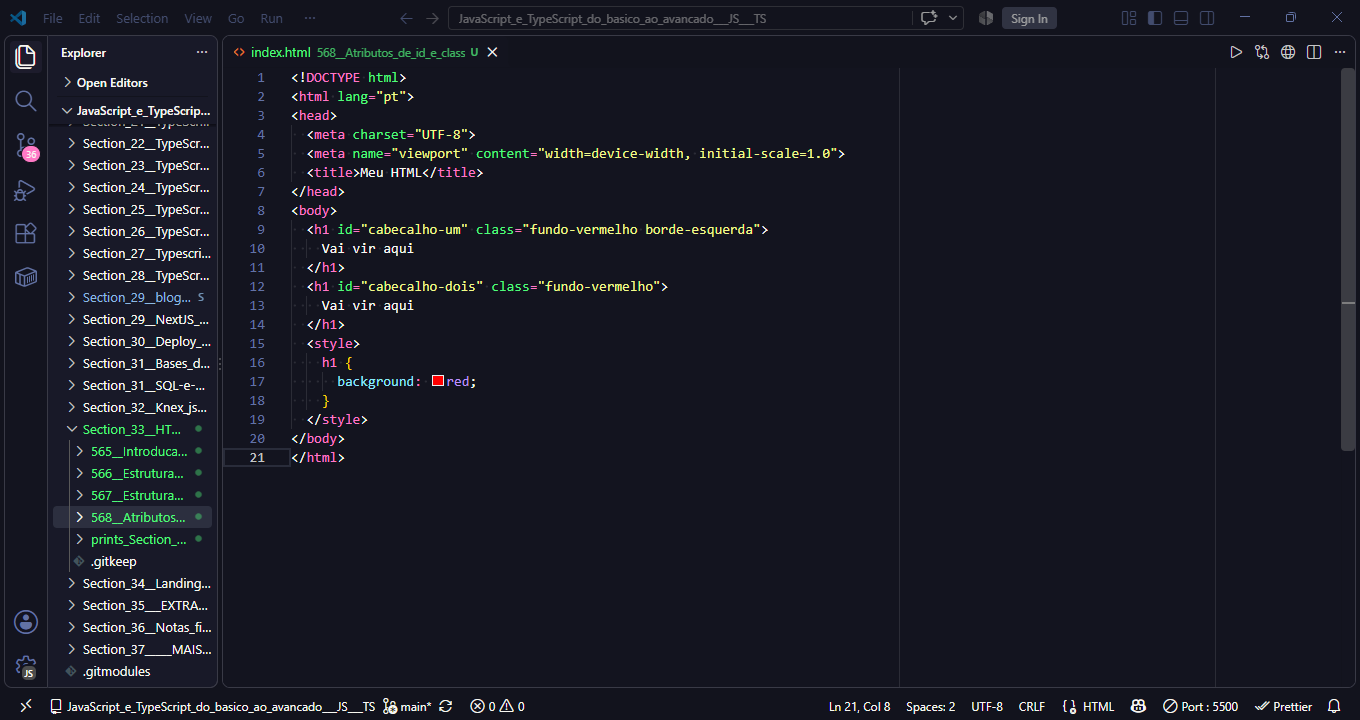 File Edit Selection View Go Run ··· JavaScript_e_TypeScript_do_basico_ao_avancado___JS__TS Sign In
Explorer ···
Open Editors
JavaScript_e_TypeScrip...
Section_22__TypeScr...
Section_23__TypeScr...
Section_24__TypeScr...
Section_25__TypeScr...
Section_26__TypeScr...
Section_27__Typescri...
Section_28__TypeScr...
Section_29__blog... S
Section_29__NextJS_...
Section_30__Deploy_...
Section_31__Bases_d...
Section_31__SQL-e-...
Section_32__Knex_js...
Section_33__HT...
565__Introduca...
566__Estrutura...
567__Estrutura...
568__Atributos...
prints_Section_...
.gitkeep
Section_34__Landing...
Section_35___EXTRA...
Section_36__Notas_fi...
Section_37____MAIS...
.gitmodules
36
JS
index.html 568__Atributos_de_id_e_class U
1 <!DOCTYPE html>
2 <html lang="pt">
3 <head>
4 <meta charset="UTF-8">
5 <meta name="viewport" content="width=device-width, initial-scale=1.0">
6 <title>Meu HTML</title>
7 </head>
8 <body>
9 <h1 id="cabecalho-um" class="fundo-vermelho borde-esquerda">
10 Vai vir aqui
11 </h1>
12 <h1 id="cabecalho-dois" class="fundo-vermelho">
13 Vai vir aqui
14 </h1>
15 <style>
16 h1 {
17 background: red;
18 }
19 </style>
20 </body>
21 </html>
JavaScript_e_TypeScript_do_basico_ao_avancado___JS__TS main* 0 0 Ln 21, Col 8 Spaces: 2 UTF-8 CRLF HTML Port : 5500 Prettier